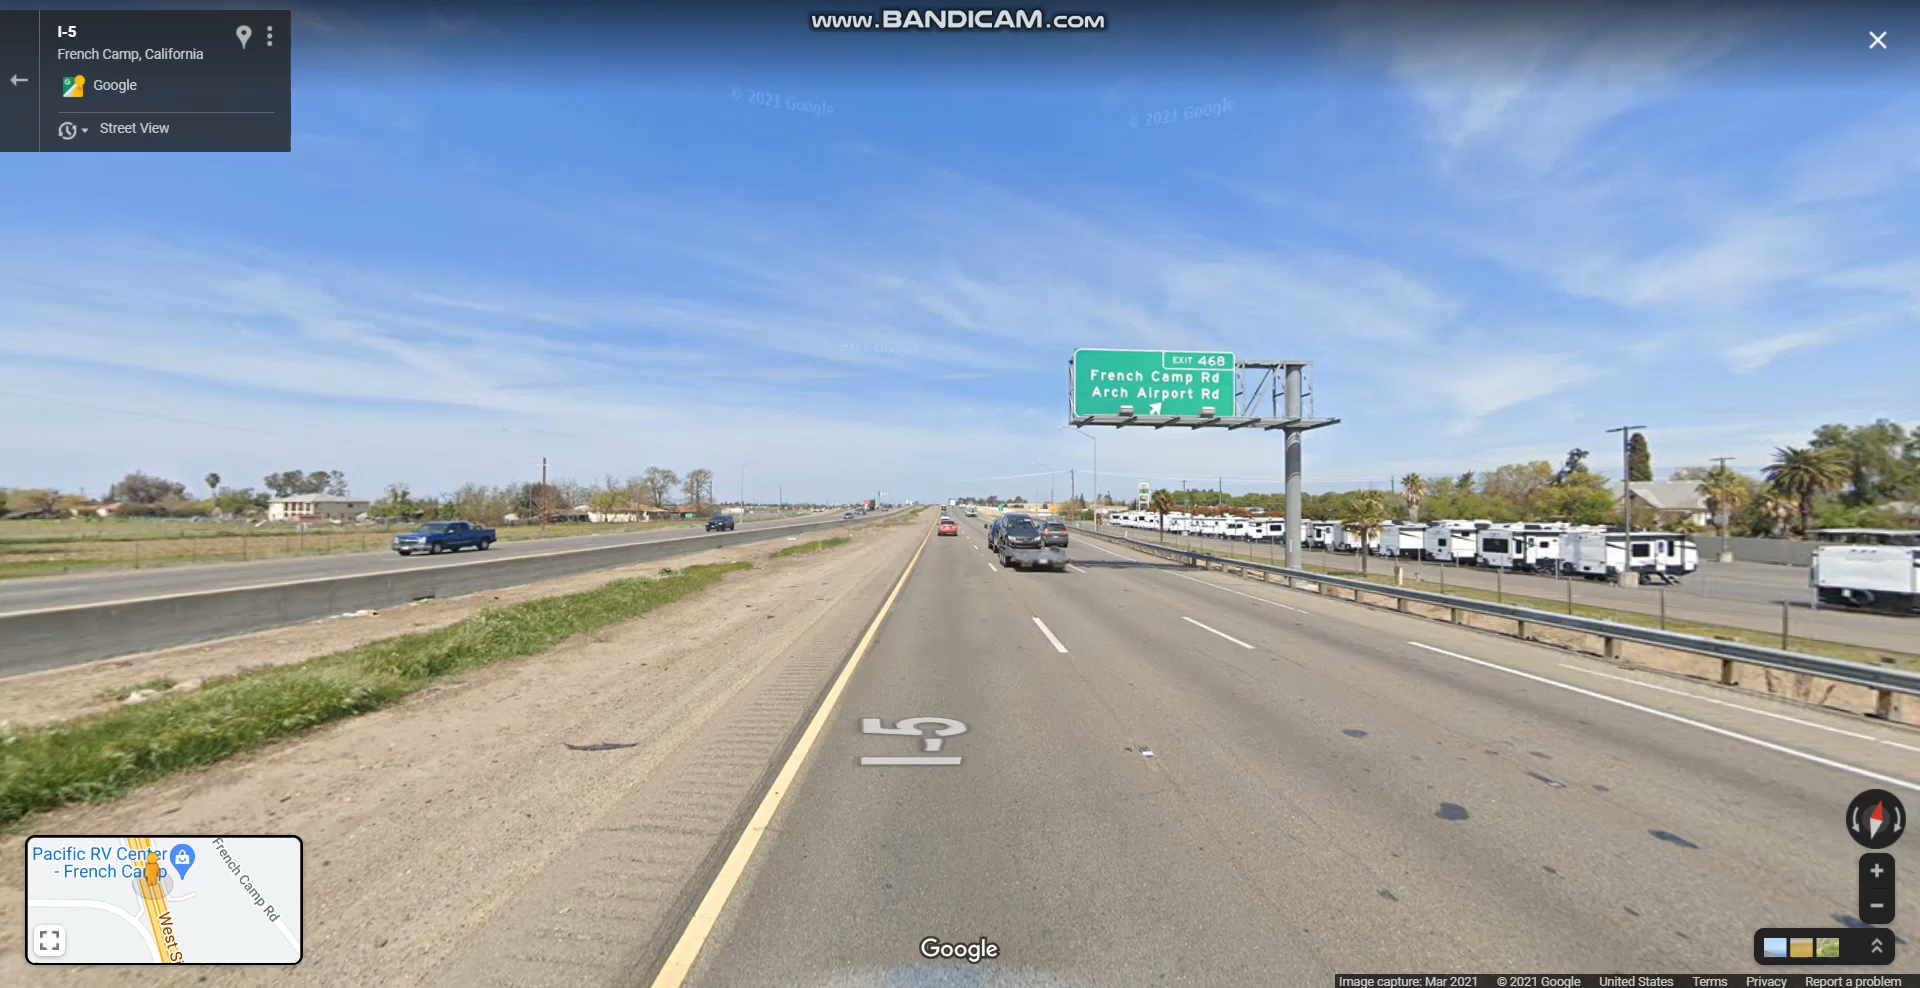 www.BANDICAM.com
I-5
French Camp, California
Google
Street View
© 2021 Google
© 2021 Google
EXIT 468
French Camp Rd
Arch Airport Rd
I-5
Pacific RV Center
- French Camp
French Camp Rd
West Si
Google
Image capture: Mar 2021 © 2021 Google United States Terms Privacy Report a problem